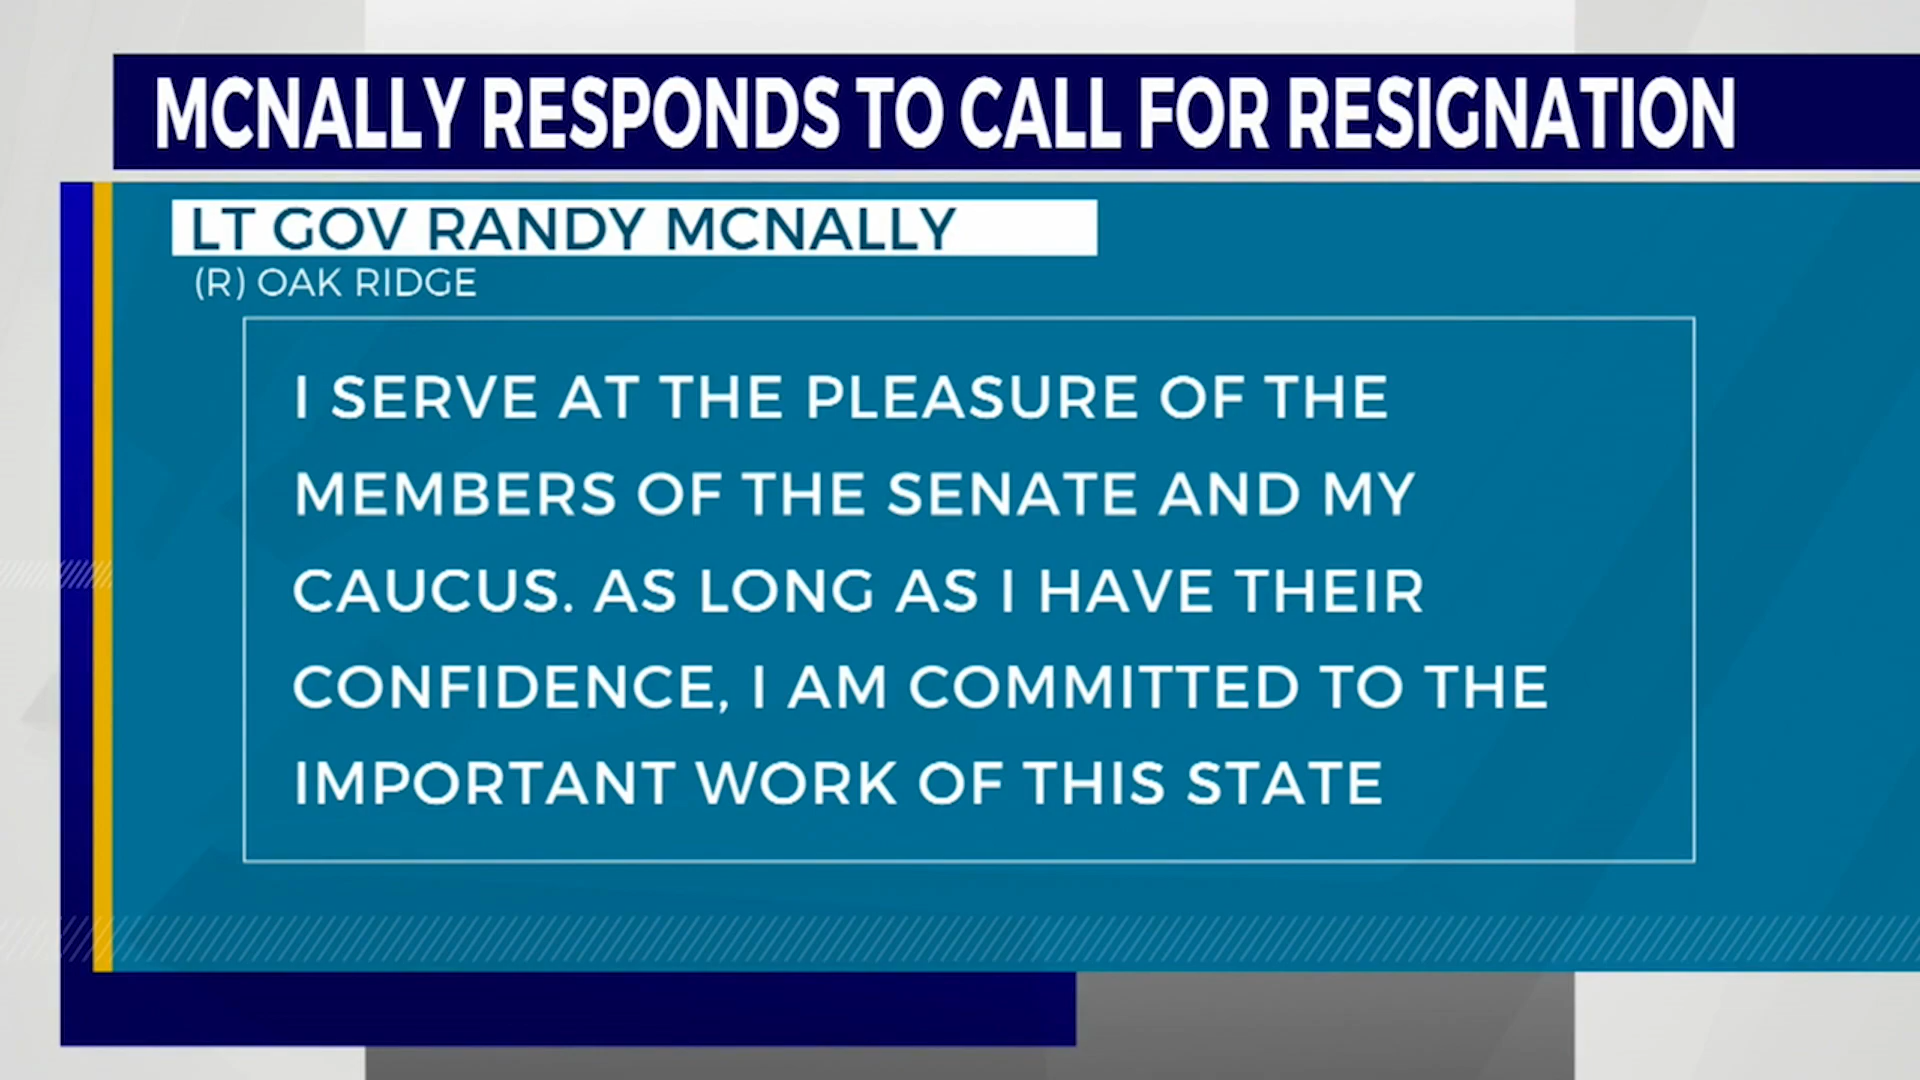 MCNALLY RESPONDS TO CALL FOR RESIGNATION
LT GOV RANDY MCNALLY
(R) OAK RIDGE
I SERVE AT THE PLEASURE OF THE
MEMBERS OF THE SENATE AND MY
CAUCUS. AS LONG AS I HAVE THEIR
CONFIDENCE, I AM COMMITTED TO THE
IMPORTANT WORK OF THIS STATE